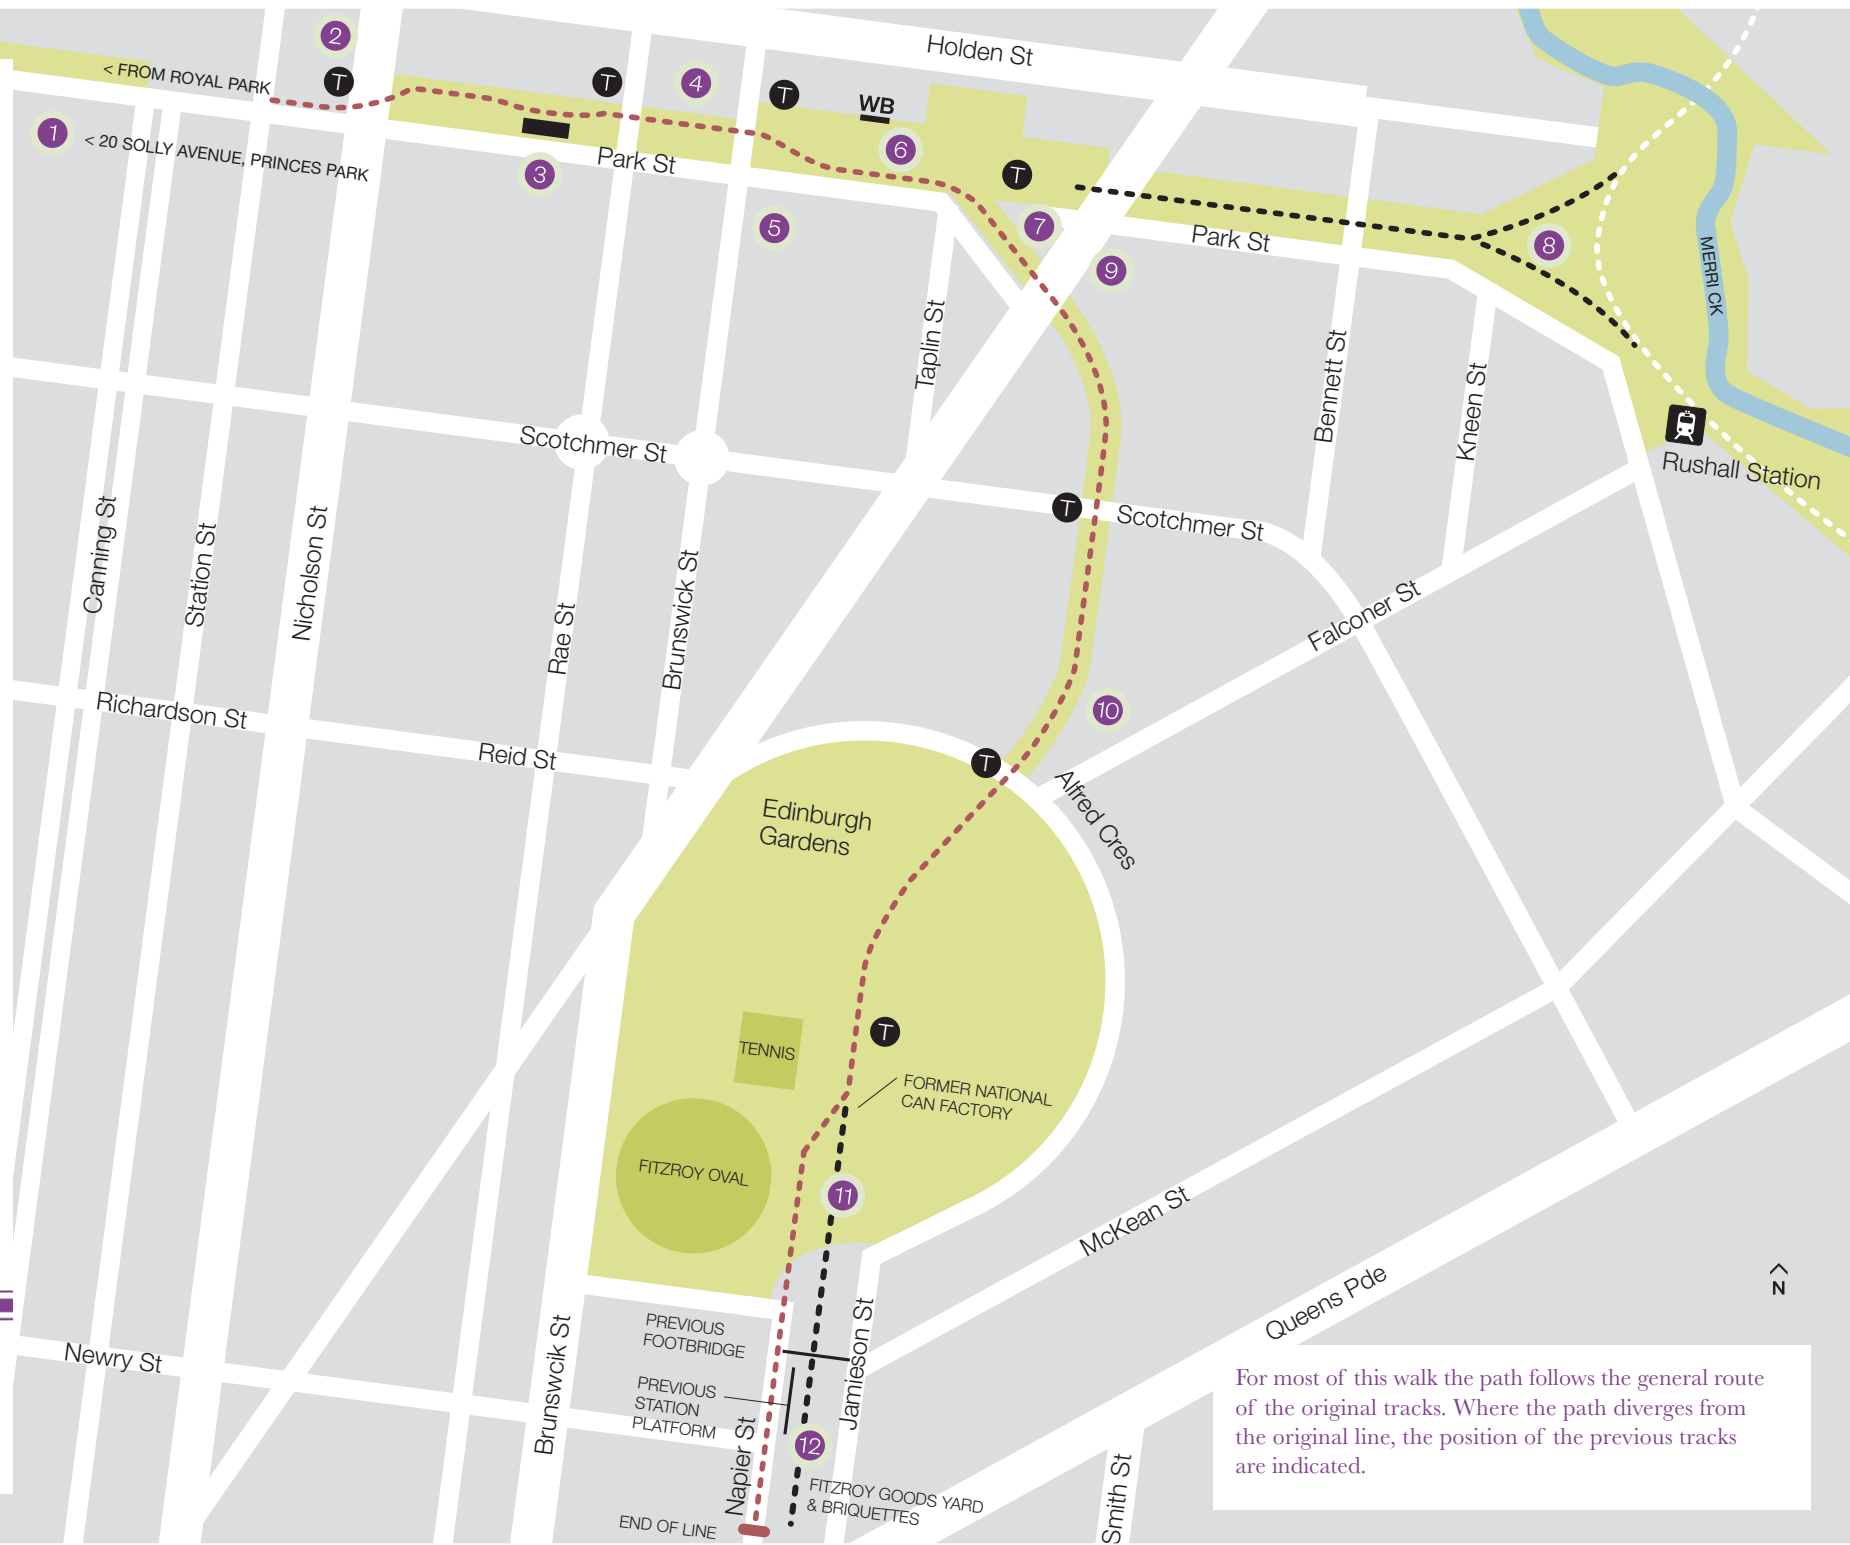 Holden St
2
< FROM ROYAL PARK
T
T
4
T
WB
1
< 20 SOLLY AVENUE, PRINCES PARK
3
Park St
6
T
5
7
Park St
9
8
MERRI CK
Taplin St
Bennett St
Kneen St
Scotchmer St
T
Scotchmer St
Rushall Station
Canning St
Station St
Nicholson St
Rae St
Brunswick St
Falconer St
Richardson St
Reid St
10
T
Alfred Cres
Edinburgh
Gardens
TENNIS
T
FORMER NATIONAL
CAN FACTORY
FITZROY OVAL
11
McKean St
Queens Pde
N
PREVIOUS
FOOTBRIDGE
Newry St
Brunswcik St
PREVIOUS
STATION
PLATFORM
Jamieson St
Napier St
12
FITZROY GOODS YARD
& BRIQUETTES
END OF LINE
Smith St
For most of this walk the path follows the general route
of the original tracks. Where the path diverges from
the original line, the position of the previous tracks
are indicated.